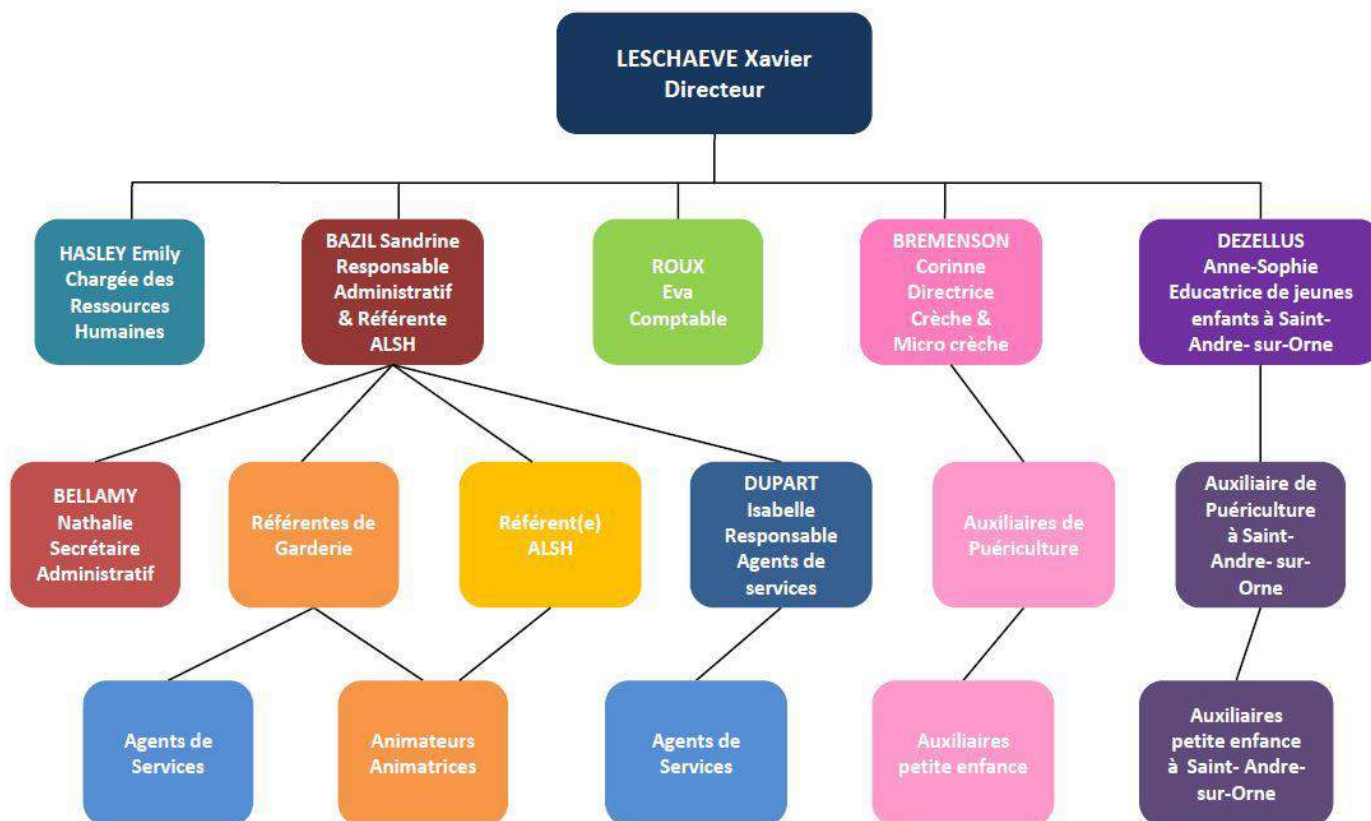 LESCHAEVE Xavier
Directeur
HASLEY Emily
Chargée des
Ressources
Humaines
BAZIL Sandrine
Responsable
Administratif
& Référente
ALSH
ROUX
Eva
Comptable
BREMENSON
Corinne
Directrice
Crèche &
Micro crèche
DEZELLUS
Anne-Sophie
Educatrice de jeunes
enfants à Saint-
Andre- sur-Orne
BELLAMY
Nathalie
Secrétaire
Administratif
Référentes de
Garderie
Référent(e)
ALSH
DUPART
Isabelle
Responsable
Agents de
services
Auxiliaires de
Puériculture
Auxiliaire de
Puériculture
à Saint-
Andre- sur-
Orne
Agents de
Services
Animateurs
Animatrices
Agents de
Services
Auxiliaires
petite enfance
Auxiliaires
petite enfance
à Saint- Andre-
sur-Orne